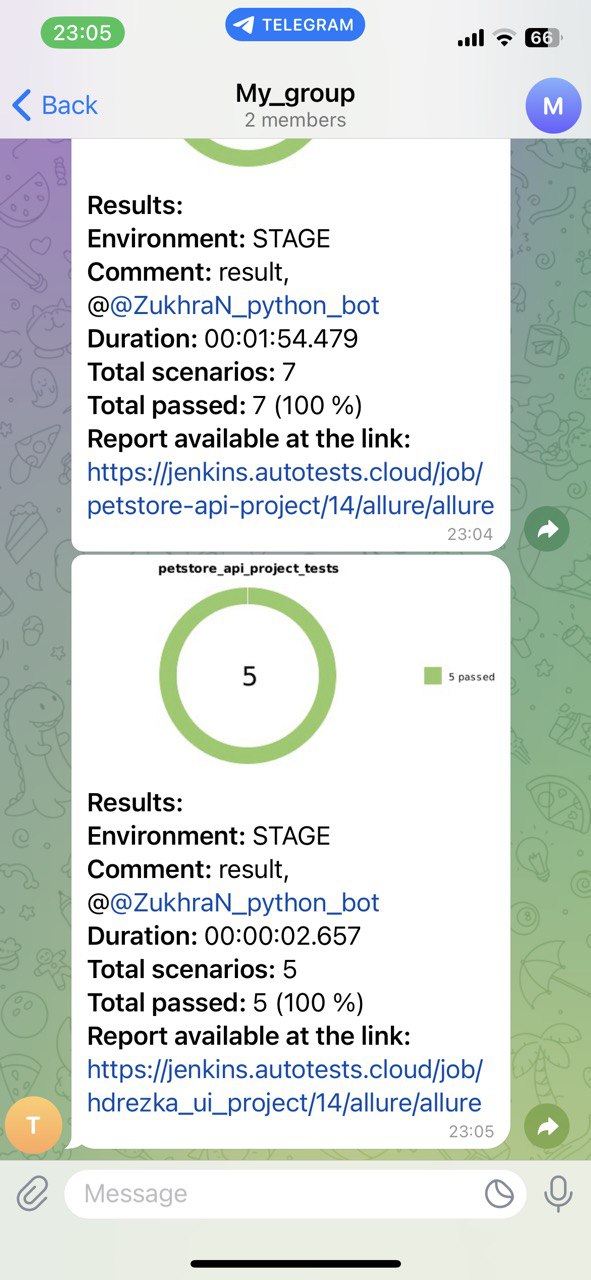 23:05
TELEGRAM
66
Back
My_group
2 members
M
Results:
Environment: STAGE
Comment: result,
@@ZukhraN_python_bot
Duration: 00:01:54.479
Total scenarios: 7
Total passed: 7 (100 %)
Report available at the link:
https://jenkins.autotests.cloud/job/
petstore-api-project/14/allure/allure
23:04
petstore_api_project_tests
5
5 passed
Results:
Environment: STAGE
Comment: result,
@@ZukhraN_python_bot
Duration: 00:00:02.657
Total scenarios: 5
Total passed: 5 (100 %)
Report available at the link:
https://jenkins.autotests.cloud/job/
hdrezka_ui_project/14/allure/allure
23:05
T
Message